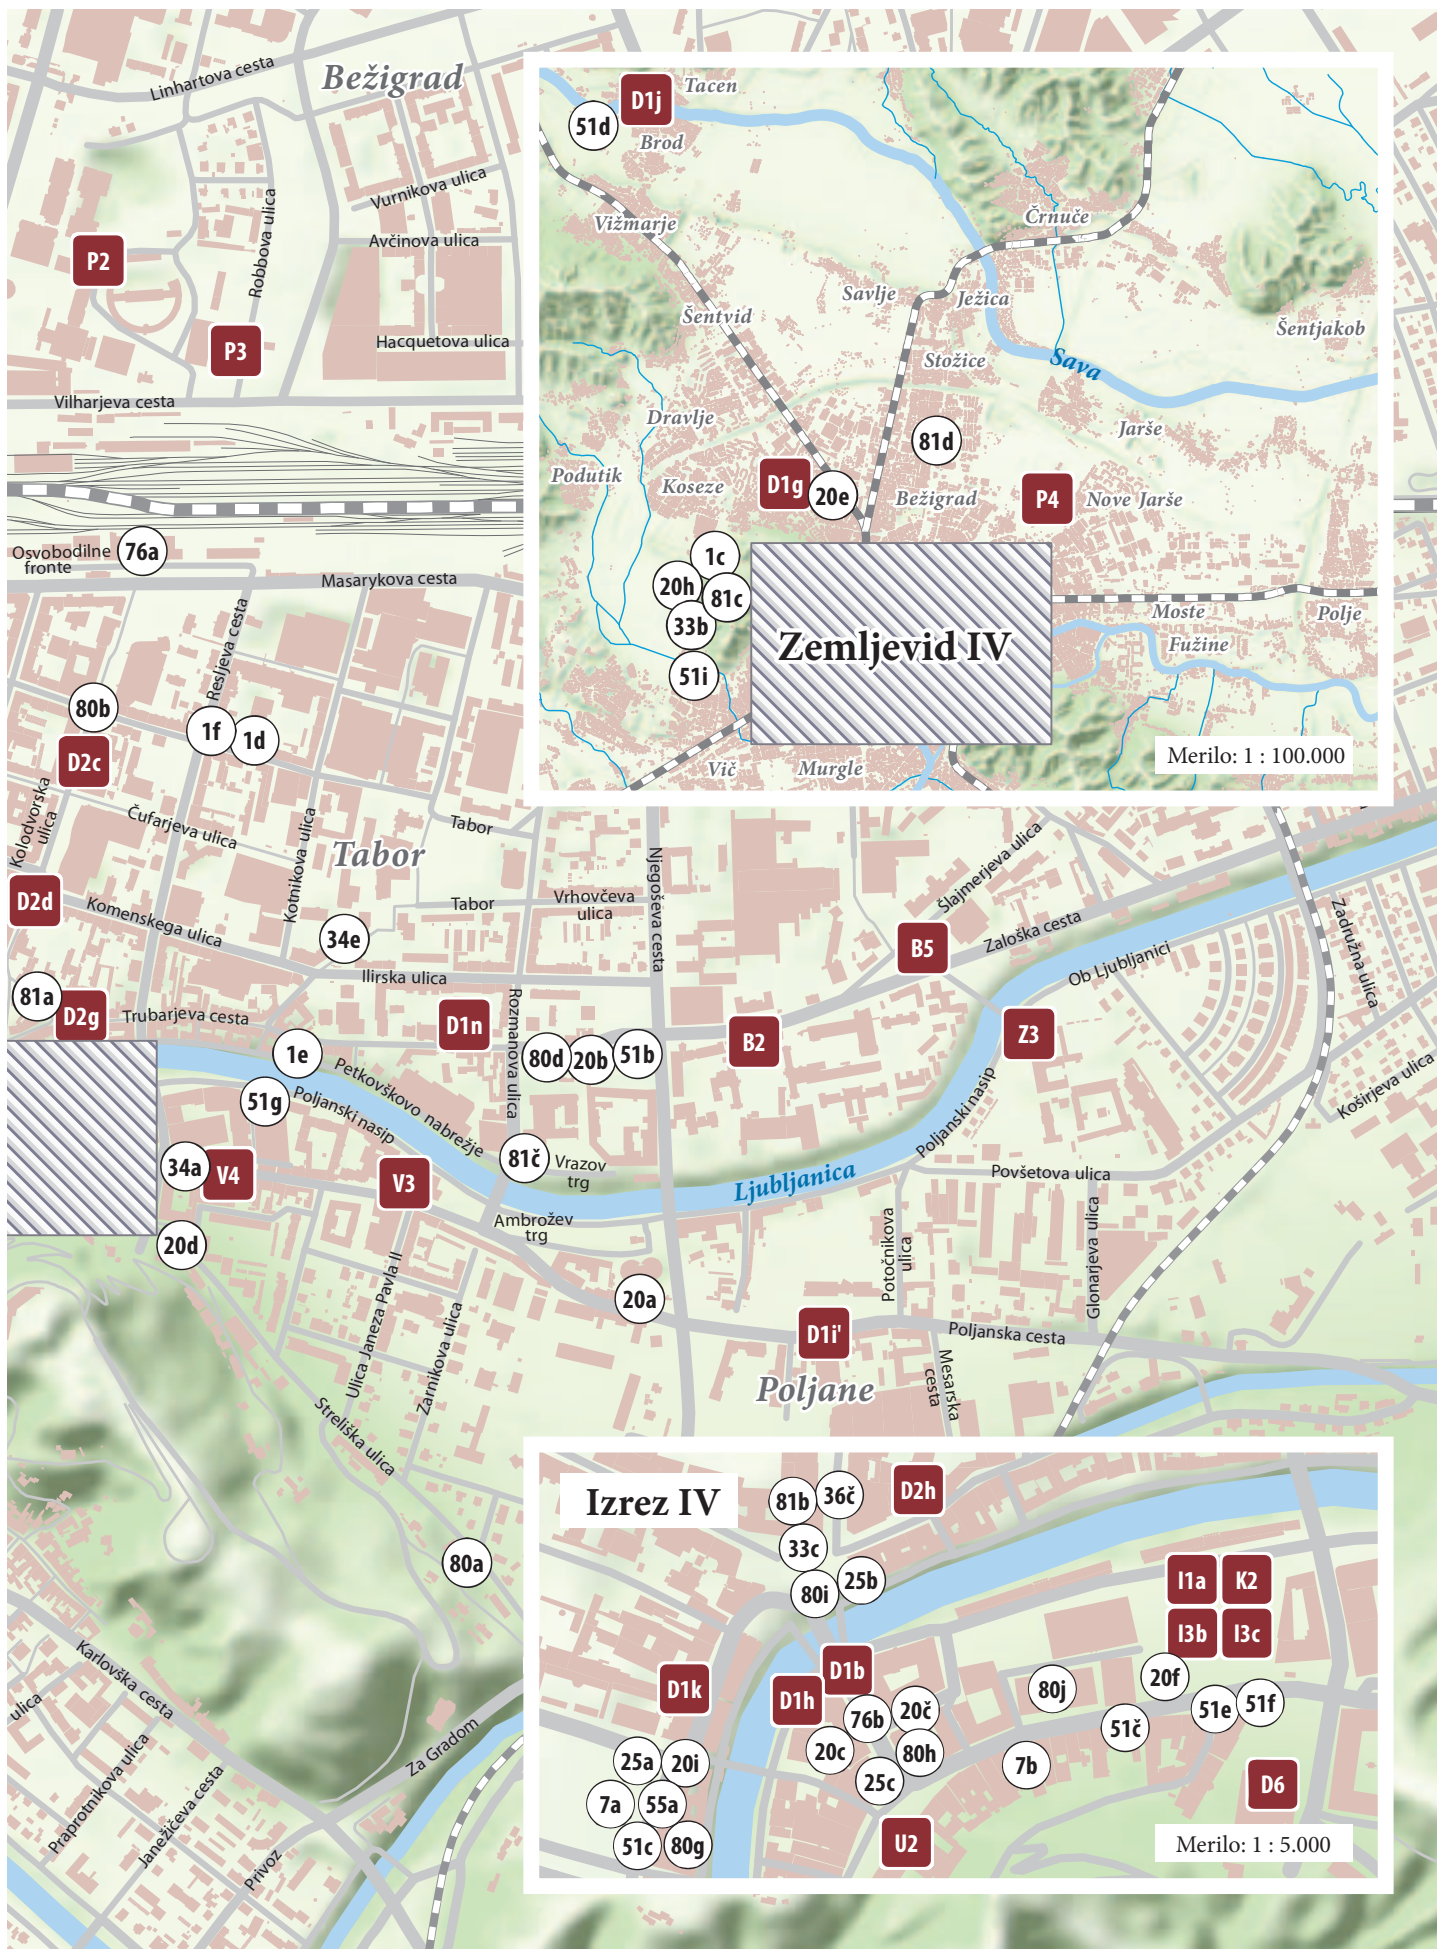 Linhartova cesta
Bežigrad
Vurnikova ulica
Robbova ulica
Avčinova ulica
P2
P3
Hacquetova ulica
Vilharjeva cesta
Osvobodilne
fronte
76a
Masarykova cesta
Resljeva cesta
80b
1f
1d
D2c
Kolodvorska
ulica
Čufarjeva ulica
Kotnikova ulica
Tabor
Tabor
D2d
Komenskega ulica
34e
Tabor
Vrhovčeva
ulica
Njegoševa cesta
Ilirska ulica
81a
D2g
Trubarjeva cesta
D1n
Rozmanova ulica
1e
80d
20b
51b
B2
B5
Šlajmerjeva ulica
Zaloška cesta
Ob Ljubljanici
Z3
Zadružna ulica
Koširjeva ulica
Petkovškovo nabrežje
Poljanski nasip
51g
34a
V4
V3
81č
Vrazov
trg
Ljubljanica
Poljanski nasip
Povšetova ulica
20d
Ambrožev
trg
Potočnikova
ulica
Glonarjeva ulica
20a
D1i'
Poljanska cesta
Ulica Janeza Pavla II
Zarnikova ulica
Streliška ulica
Poljane
Mesarska
cesta
80a
Karlovška cesta
ulica
Praprotnikova ulica
Janežičeva cesta
Privoz
Za Gradom
D1j
Tacen
51d
Brod
Vižmarje
Črnuče
Savlje
Ježica
Šentvid
Šentjakob
Stožice
Sava
Dravlje
81d
Jarše
Podutik
Koseze
D1g
20e
Bežigrad
P4
Nove Jarše
1c
20h
81c
33b
51i
Zemljevid IV
Moste
Polje
Fužine
Vič
Murgle
Merilo: 1 : 100.000
Izrez IV
81b
36č
D2h
33c
80i
25b
I1a
K2
I3b
I3c
D1b
D1k
D1h
76b
20č
80j
20f
51e
51f
51č
20c
80h
25c
7b
25a
20i
7a
55a
51c
80g
D6
U2
Merilo: 1 : 5.000